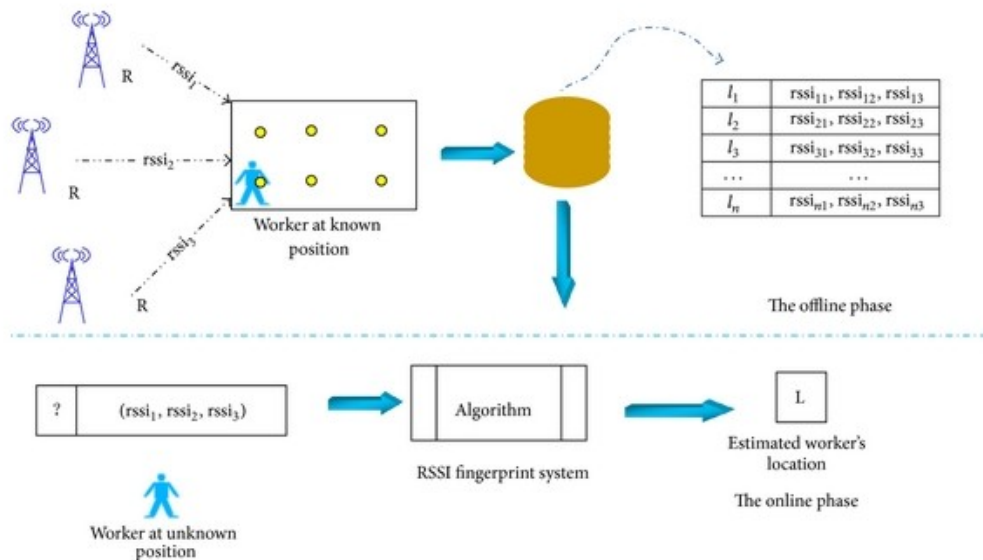 R
rssi₁
R
rssi₂
R
rssi₃
Worker at known
position
l₁ rssi₁₁, rssi₁₂, rssi₁₃
l₂ rssi₂₁, rssi₂₂, rssi₂₃
l₃ rssi₃₁, rssi₃₂, rssi₃₃
... ...
lₙ rssiₙ₁, rssiₙ₂, rssiₙ₃
The offline phase
? (rssi₁, rssi₂, rssi₃)
Worker at unknown
position
Algorithm
RSSI fingerprint system
L
Estimated worker's
location
The online phase